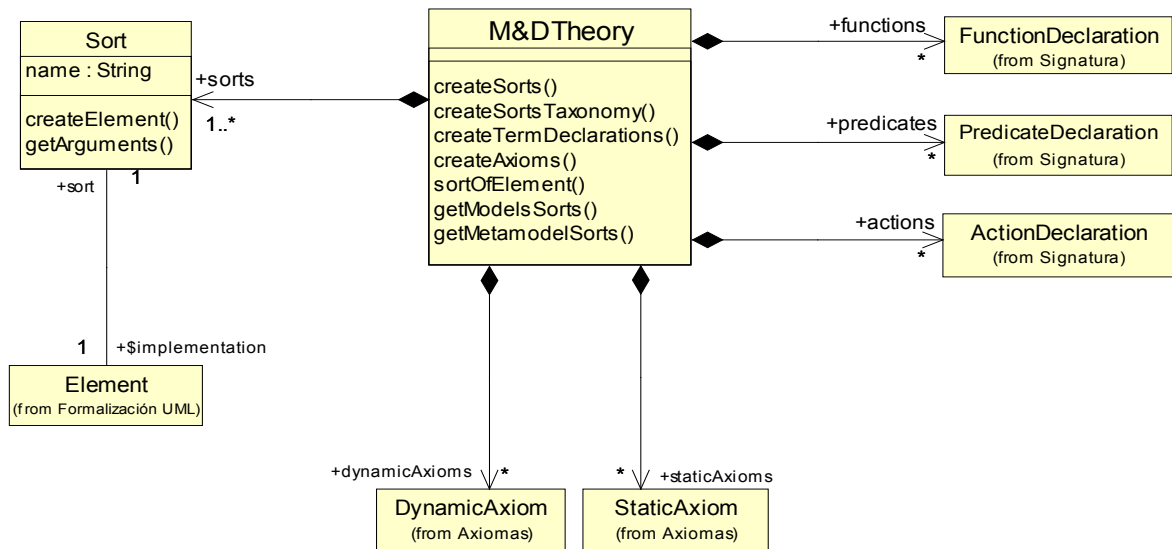 Sort
name : String
createElement()
getArguments()
+sorts
1..*
M&DTheory
createSorts()
createSortsTaxonomy()
createTermDeclarations()
createAxioms()
sortOfElement()
getModelsSorts()
getMetamodelSorts()
+functions
*
FunctionDeclaration
(from Signatura)
+predicates
*
PredicateDeclaration
(from Signatura)
+actions
*
ActionDeclaration
(from Signatura)
+sort
1
1
+$implementation
Element
(from Formalización UML)
+dynamicAxioms
*
*
+staticAxioms
DynamicAxiom
(from Axiomas)
StaticAxiom
(from Axiomas)